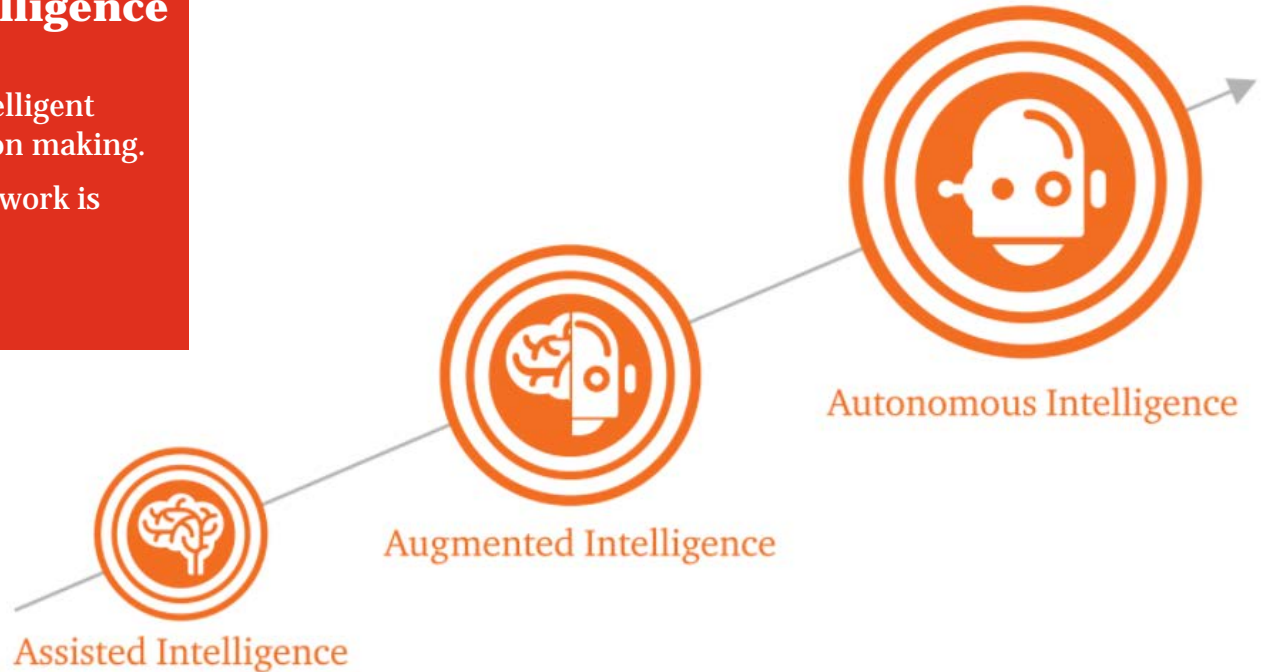 lligence
elligent
on making.
work is
Autonomous Intelligence
Augmented Intelligence
Assisted Intelligence